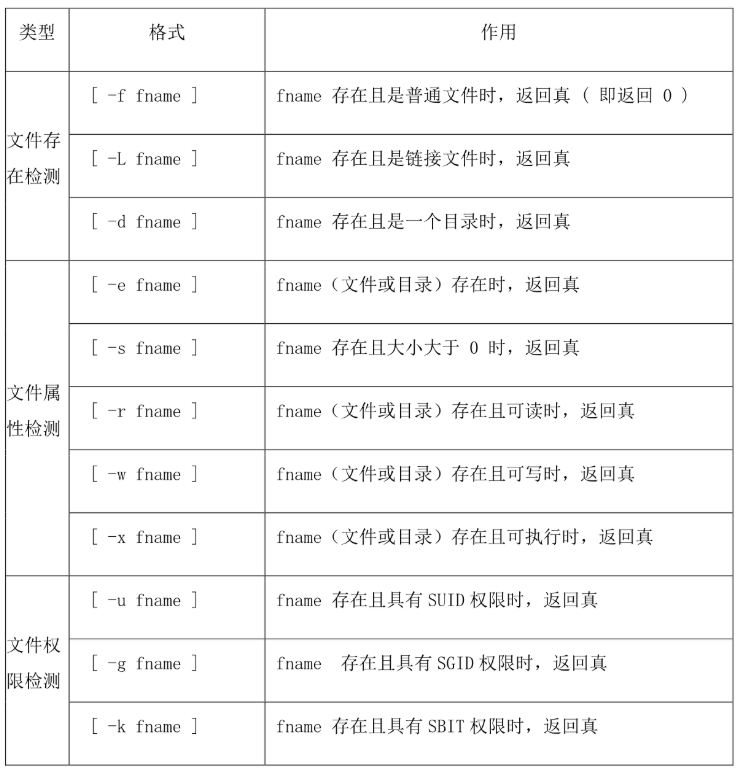 类型 格式 作用
文件存在检测
[ -f fname ] fname 存在且是普通文件时，返回真 ( 即返回 0 )
[ -L fname ] fname 存在且是链接文件时，返回真
[ -d fname ] fname 存在且是一个目录时，返回真
文件属性检测
[ -e fname ] fname（文件或目录）存在时，返回真
[ -s fname ] fname 存在且大小大于 0 时，返回真
[ -r fname ] fname（文件或目录）存在且可读时，返回真
[ -w fname ] fname（文件或目录）存在且可写时，返回真
[ -x fname ] fname（文件或目录）存在且可执行时，返回真
文件权限检测
[ -u fname ] fname 存在且具有 SUID 权限时，返回真
[ -g fname ] fname 存在且具有 SGID 权限时，返回真
[ -k fname ] fname 存在且具有 SBIT 权限时，返回真